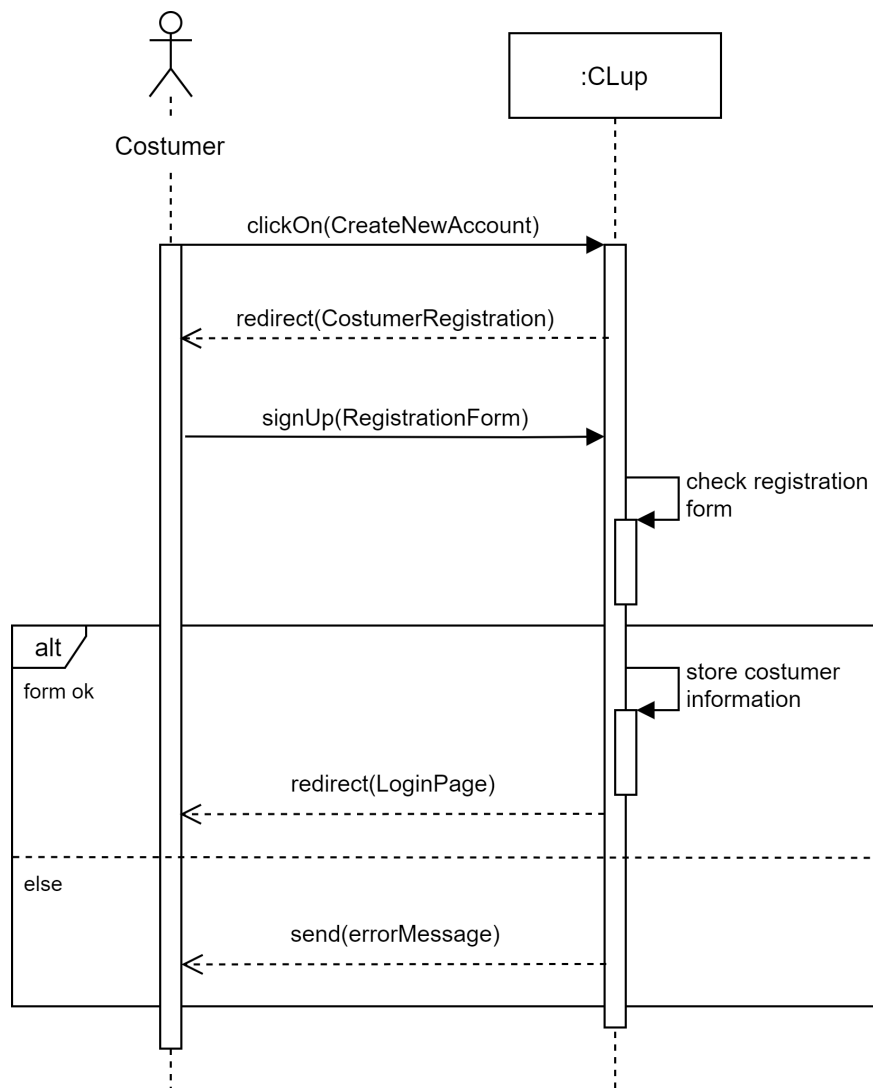 :CLup
Costumer
clickOn(CreateNewAccount)
redirect(CostumerRegistration)
signUp(RegistrationForm)
check registration
form
alt
form ok
store costumer
information
redirect(LoginPage)
else
send(errorMessage)